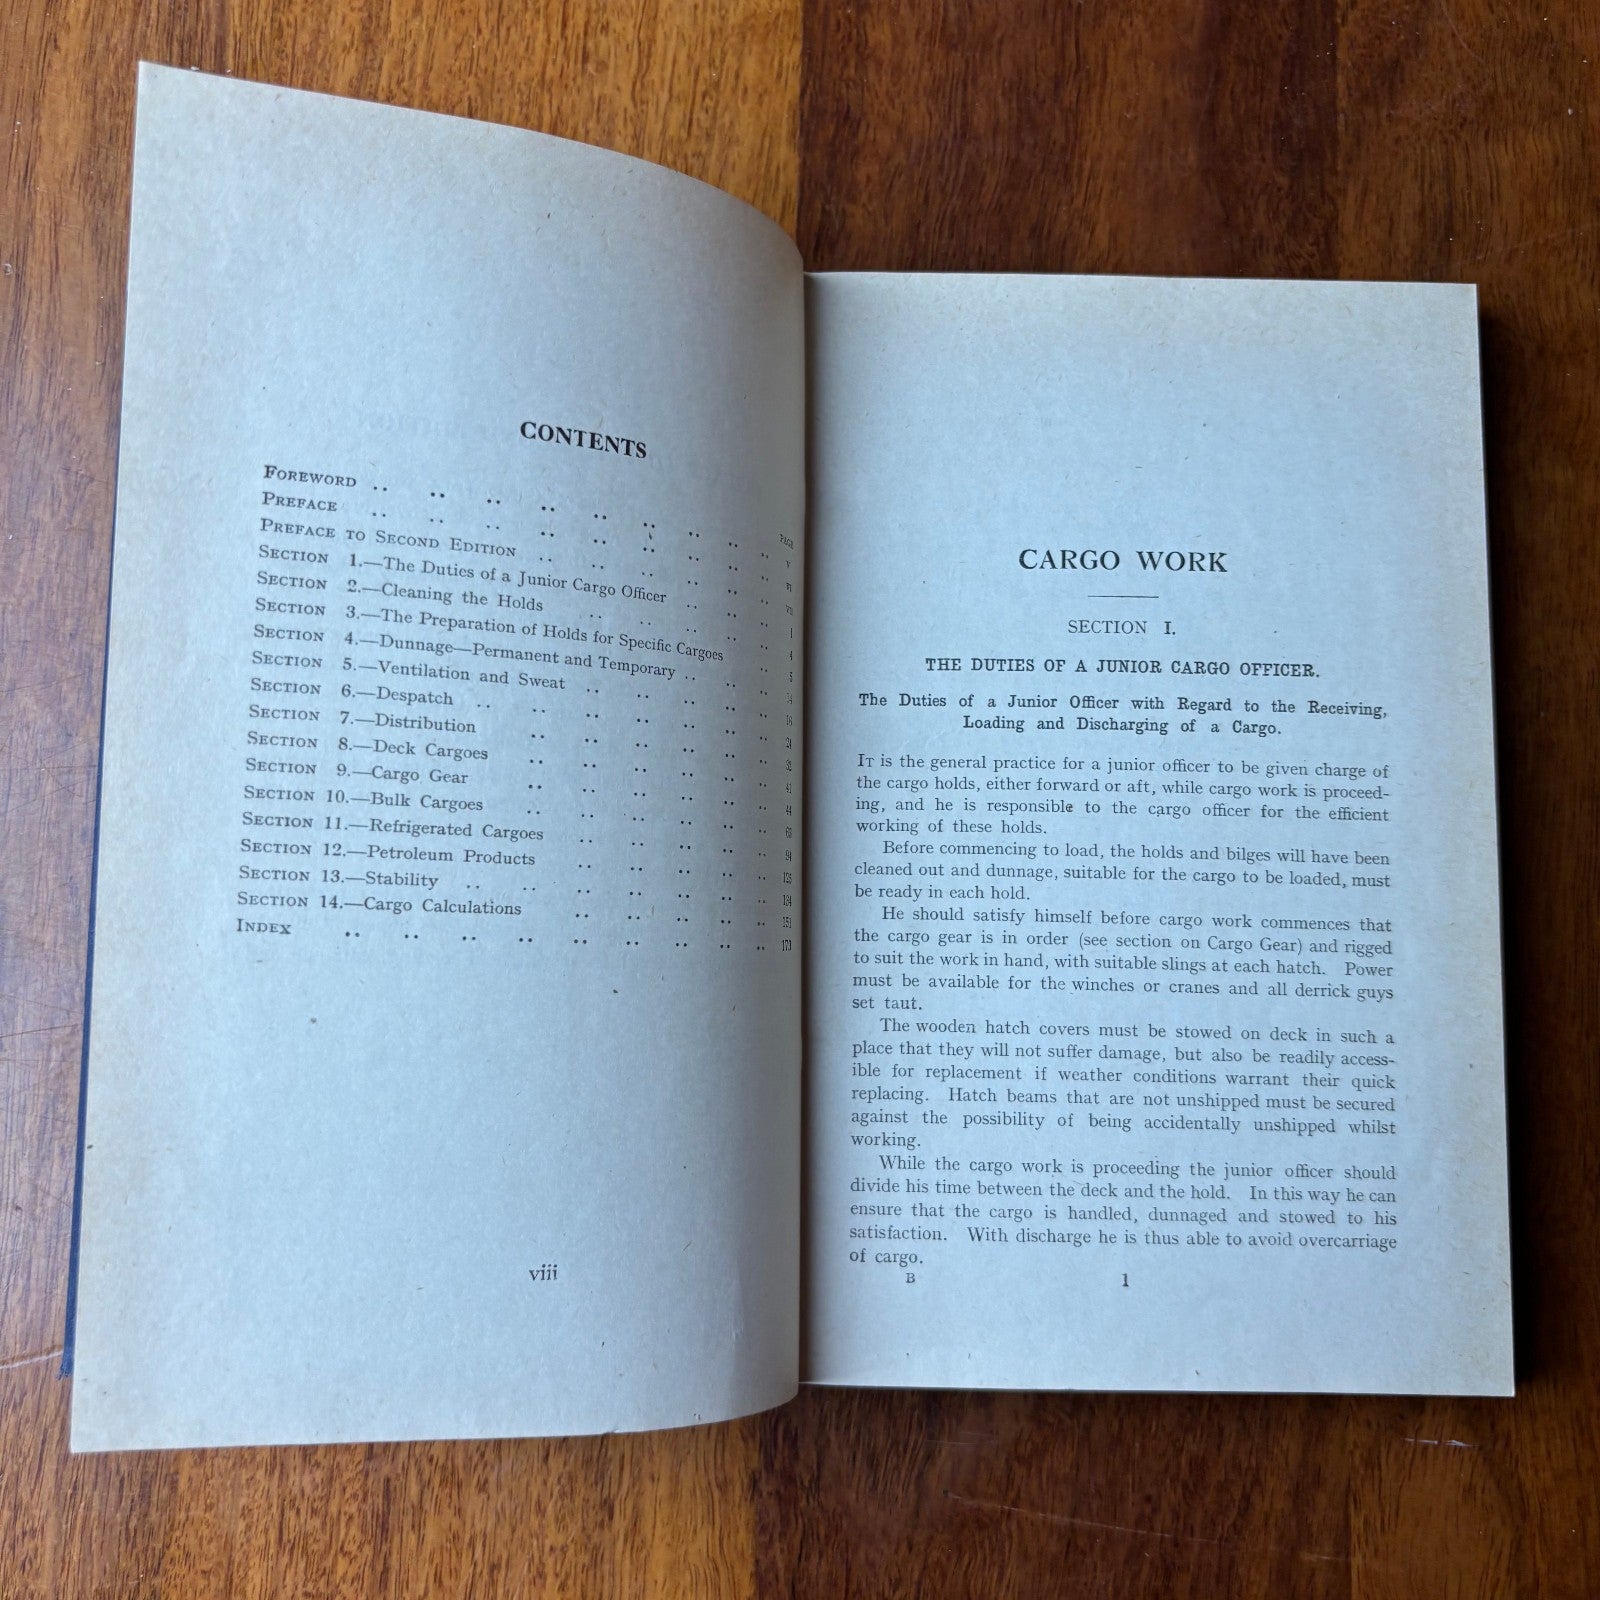 CONTENTS
PAGE
FOREWORD .. .. .. .. .. .. .. .. .. v
PREFACE .. .. .. .. .. .. .. .. .. vi
PREFACE TO SECOND EDITION .. .. .. .. .. .. vii
SECTION 1.—The Duties of a Junior Cargo Officer .. .. .. 1
SECTION 2.—Cleaning the Holds .. .. .. .. .. 4
SECTION 3.—The Preparation of Holds for Specific Cargoes .. 5
SECTION 4.—Dunnage—Permanent and Temporary .. .. .. 14
SECTION 5.—Ventilation and Sweat .. .. .. .. .. 16
SECTION 6.—Despatch .. .. .. .. .. .. 21
SECTION 7.—Distribution .. .. .. .. .. 32
SECTION 8.—Deck Cargoes .. .. .. .. .. 41
SECTION 9.—Cargo Gear .. .. .. .. .. 44
SECTION 10.—Bulk Cargoes .. .. .. .. ..
SECTION 11.—Refrigerated Cargoes .. .. .. .. 94
SECTION 12.—Petroleum Products .. .. .. ..
SECTION 13.—Stability .. .. .. .. .. .. 134
SECTION 14.—Cargo Calculations .. .. .. .. 151
INDEX .. .. .. .. .. .. .. .. ..
viii
CARGO WORK
SECTION I.
THE DUTIES OF A JUNIOR CARGO OFFICER.
The Duties of a Junior Officer with Regard to the Receiving,
Loading and Discharging of a Cargo.
IT is the general practice for a junior officer to be given charge of
the cargo holds, either forward or aft, while cargo work is proceed-
ing, and he is responsible to the cargo officer for the efficient
working of these holds.
Before commencing to load, the holds and bilges will have been
cleaned out and dunnage, suitable for the cargo to be loaded, must
be ready in each hold.
He should satisfy himself before cargo work commences that
the cargo gear is in order (see section on Cargo Gear) and rigged
to suit the work in hand, with suitable slings at each hatch. Power
must be available for the winches or cranes and all derrick guys
set taut.
The wooden hatch covers must be stowed on deck in such a
place that they will not suffer damage, but also be readily access-
ible for replacement if weather conditions warrant their quick
replacing. Hatch beams that are not unshipped must be secured
against the possibility of being accidentally unshipped whilst
working.
While the cargo work is proceeding the junior officer should
divide his time between the deck and the hold. In this way he can
ensure that the cargo is handled, dunnaged and stowed to his
satisfaction. With discharge he is thus able to avoid overcarriage
of cargo.
B 1